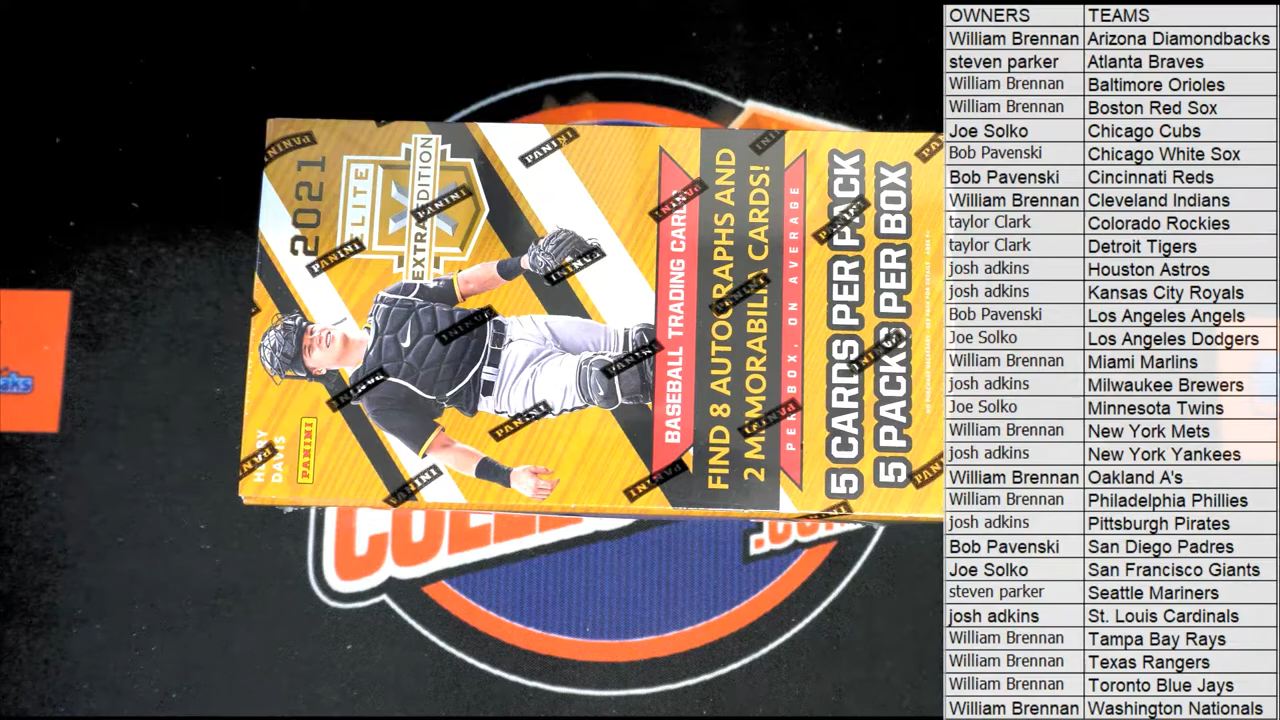 2021
ELITE
EXTRA EDITION
X
HENRY
DAVIS
PANINI
BASEBALL TRADING CARDS
FIND 8 AUTOGRAPHS AND
2 MEMORABILIA CARDS!
PER BOX, ON AVERAGE
5 CARDS PER PACK
5 PACKS PER BOX
COLLE
.COM
aks
OWNERS TEAMS
William Brennan Arizona Diamondbacks
steven parker Atlanta Braves
William Brennan Baltimore Orioles
William Brennan Boston Red Sox
Joe Solko Chicago Cubs
Bob Pavenski Chicago White Sox
Bob Pavenski Cincinnati Reds
William Brennan Cleveland Indians
taylor Clark Colorado Rockies
taylor Clark Detroit Tigers
josh adkins Houston Astros
josh adkins Kansas City Royals
Bob Pavenski Los Angeles Angels
Joe Solko Los Angeles Dodgers
William Brennan Miami Marlins
josh adkins Milwaukee Brewers
Joe Solko Minnesota Twins
William Brennan New York Mets
josh adkins New York Yankees
William Brennan Oakland A's
William Brennan Philadelphia Phillies
josh adkins Pittsburgh Pirates
Bob Pavenski San Diego Padres
Joe Solko San Francisco Giants
steven parker Seattle Mariners
josh adkins St. Louis Cardinals
William Brennan Tampa Bay Rays
William Brennan Texas Rangers
William Brennan Toronto Blue Jays
William Brennan Washington Nationals